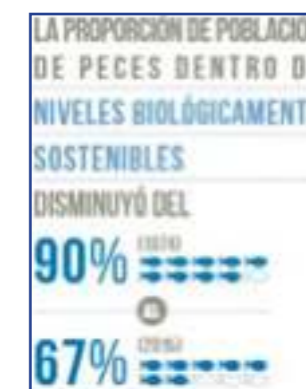 LA PROPORCIÓN DE POBLACIO
DE PECES DENTRO D
NIVELES BIOLÓGICAMENT
SOSTENIBLES
DISMINUYÓ DEL
90%
67%